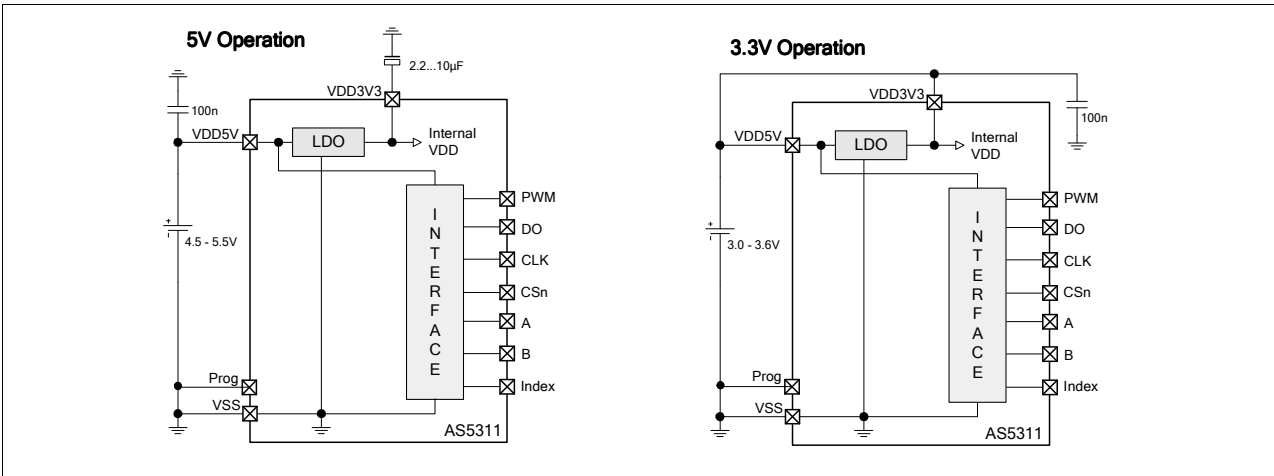 5V Operation
2.2...10µF
VDD3V3
100n
VDD5V
LDO
Internal
VDD
+
-
4.5 - 5.5V
INTERFACE
PWM
DO
CLK
CSn
A
B
Index
Prog
VSS
AS5311
3.3V Operation
VDD3V3
100n
VDD5V
LDO
Internal
VDD
+
-
3.0 - 3.6V
INTERFACE
PWM
DO
CLK
CSn
A
B
Index
Prog
VSS
AS5311